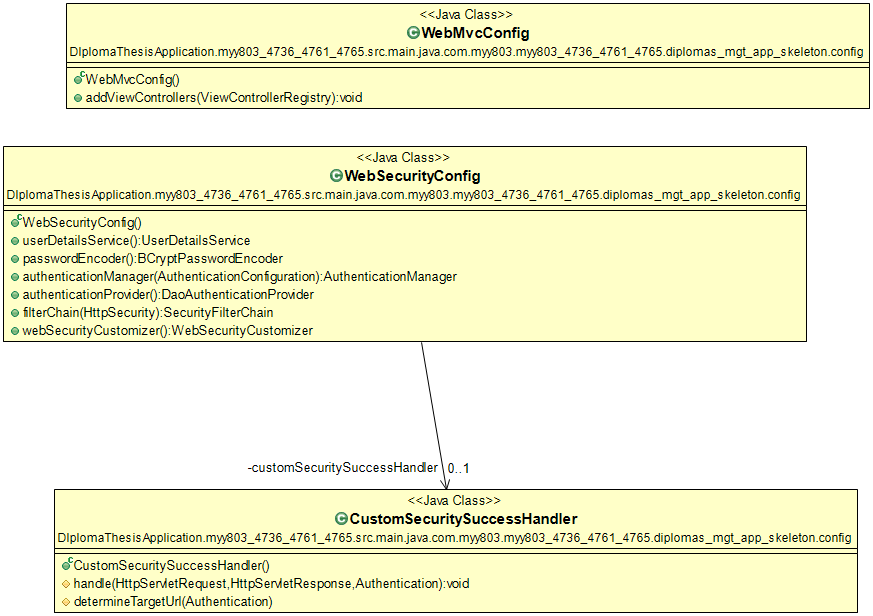 <<Java Class>>
WebMvcConfig
DIplomaThesisApplication.myy803_4736_4761_4765.src.main.java.com.myy803.myy803_4736_4761_4765.diplomas_mgt_app_skeleton.config
WebMvcConfig()
addViewControllers(ViewControllerRegistry):void
<<Java Class>>
WebSecurityConfig
DIplomaThesisApplication.myy803_4736_4761_4765.src.main.java.com.myy803.myy803_4736_4761_4765.diplomas_mgt_app_skeleton.config
WebSecurityConfig()
userDetailsService():UserDetailsService
passwordEncoder():BCryptPasswordEncoder
authenticationManager(AuthenticationConfiguration):AuthenticationManager
authenticationProvider():DaoAuthenticationProvider
filterChain(HttpSecurity):SecurityFilterChain
webSecurityCustomizer():WebSecurityCustomizer
-customSecuritySuccessHandler 0..1
<<Java Class>>
CustomSecuritySuccessHandler
DIplomaThesisApplication.myy803_4736_4761_4765.src.main.java.com.myy803.myy803_4736_4761_4765.diplomas_mgt_app_skeleton.config
CustomSecuritySuccessHandler()
handle(HttpServletRequest,HttpServletResponse,Authentication):void
determineTargetUrl(Authentication)